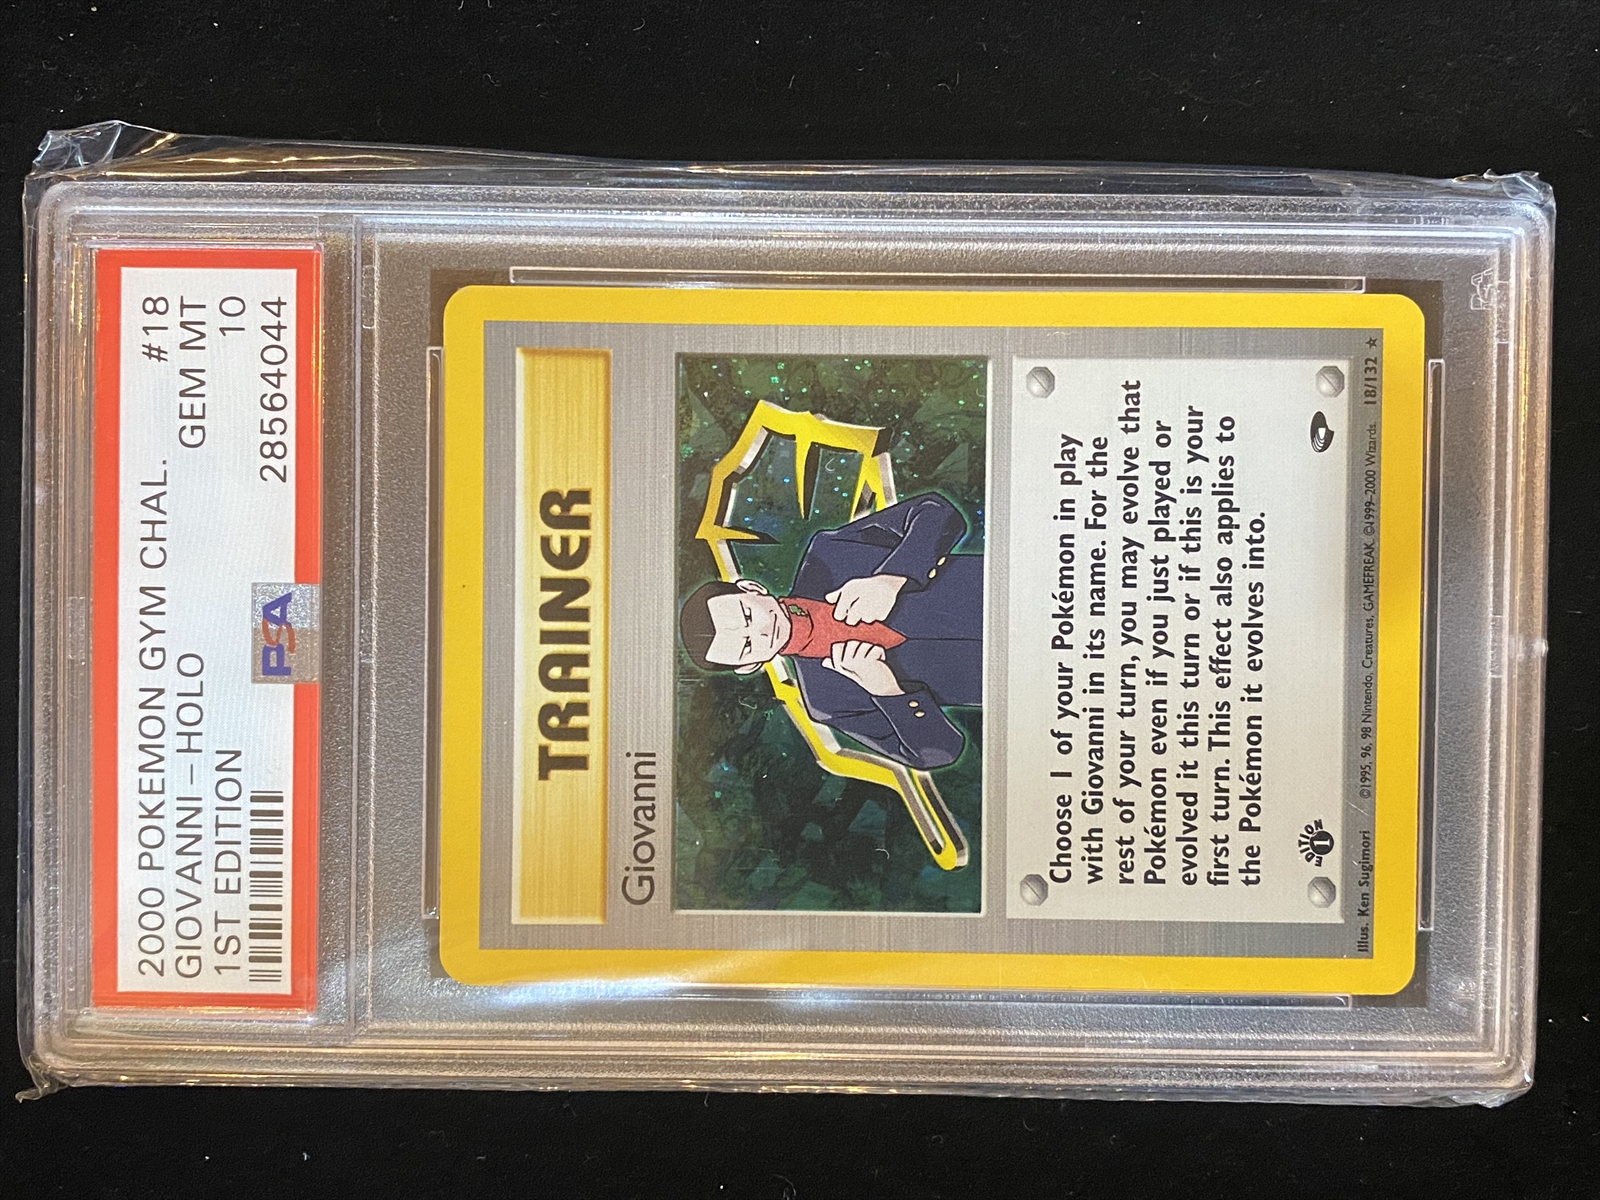 2000 POKEMON GYM CHAL. #18
GIOVANNI-HOLO GEM MT
1ST EDITION 10
28564044
PSA
TRAINER
Giovanni
Choose 1 of your Pokémon in play
with Giovanni in its name. For the
rest of your turn, you may evolve that
Pokémon even if you just played or
evolved it this turn or if this is your
first turn. This effect also applies to
the Pokémon it evolves into.
EDITION
1
Illus. Ken Sugimori ©1995, 96, 98 Nintendo, Creatures, GAMEFREAK. ©1999-2000 Wizards. 18/132 ★
PSA